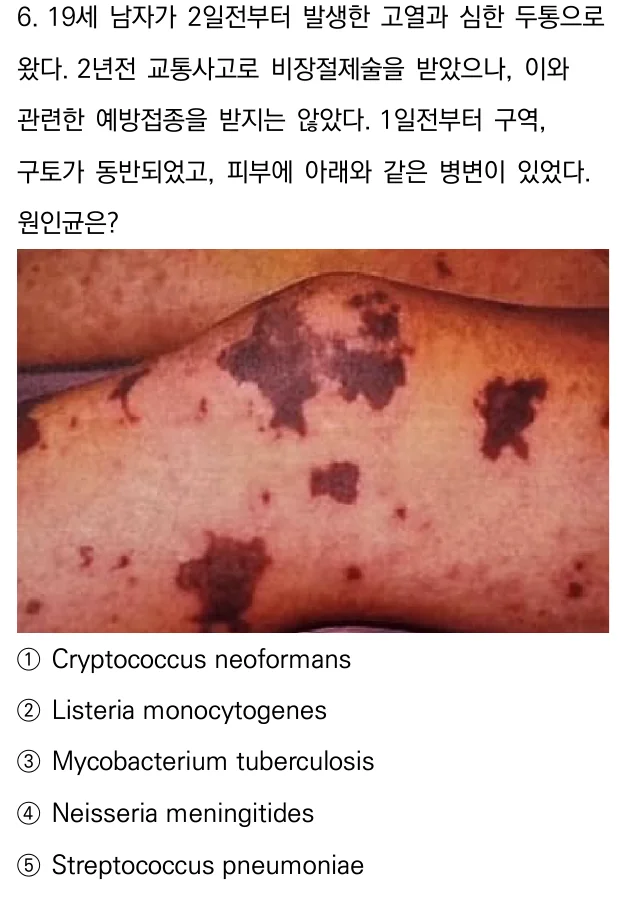 6. 19세 남자가 2일전부터 발생한 고열과 심한 두통으로
왔다. 2년전 교통사고로 비장절제술을 받았으나, 이와
관련한 예방접종을 받지는 않았다. 1일전부터 구역,
구토가 동반되었고, 피부에 아래와 같은 병변이 있었다.
원인균은?
① Cryptococcus neoformans
② Listeria monocytogenes
③ Mycobacterium tuberculosis
④ Neisseria meningitides
⑤ Streptococcus pneumoniae